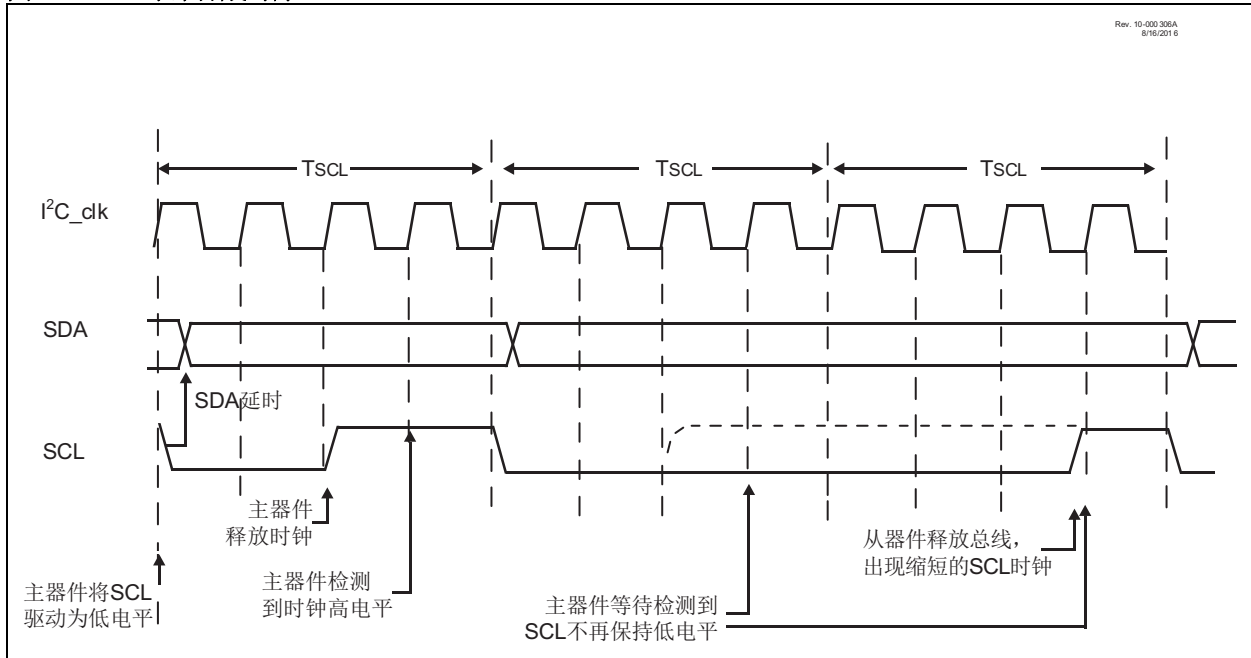 Rev. 10-000 306A
8/16/201 6
TSCL
TSCL
TSCL
I²C_clk
SDA
SDA延时
SCL
主器件
释放时钟
主器件将SCL
驱动为低电平
主器件检测
到时钟高电平
主器件等待检测到
SCL不再保持低电平
从器件释放总线，
出现缩短的SCL时钟